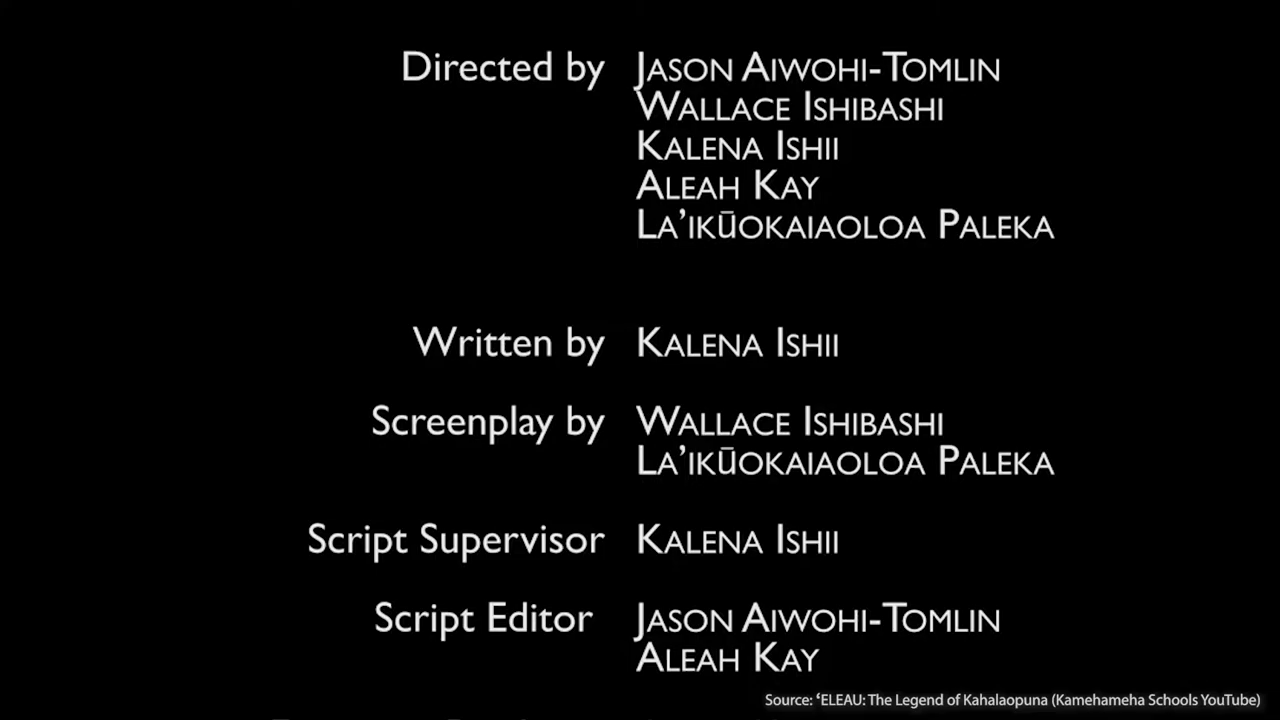 Directed by JASON AIWOHI-TOMLIN
WALLACE ISHIBASHI
KALENA ISHII
ALEAH KAY
LA’IKŪOKAIAOLOA PALEKA
Written by KALENA ISHII
Screenplay by WALLACE ISHIBASHI
LA’IKŪOKAIAOLOA PALEKA
Script Supervisor KALENA ISHII
Script Editor JASON AIWOHI-TOMLIN
ALEAH KAY
Source: ‘ELEAU: The Legend of Kahalaopuna (Kamehameha Schools YouTube)